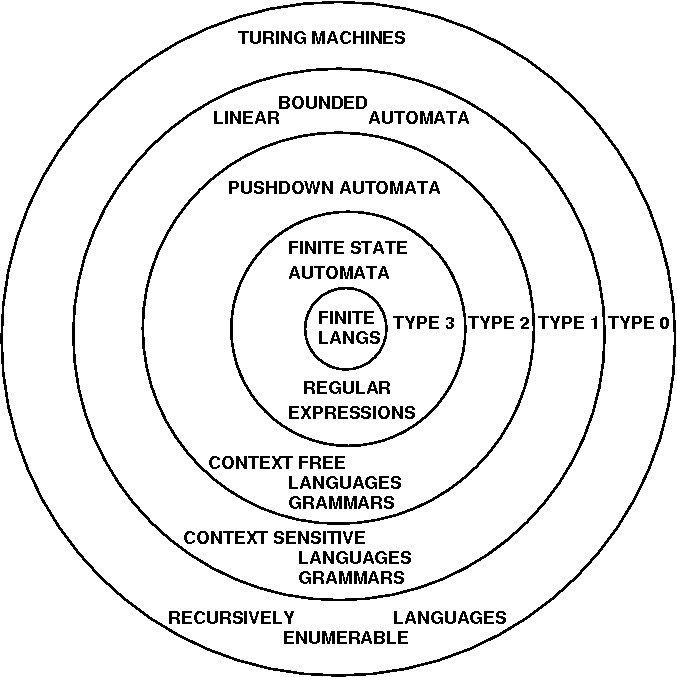 TURING MACHINES
BOUNDED
LINEAR AUTOMATA
PUSHDOWN AUTOMATA
FINITE STATE
AUTOMATA
FINITE
LANGS
TYPE 3 TYPE 2 TYPE 1 TYPE 0
REGULAR
EXPRESSIONS
CONTEXT FREE
LANGUAGES
GRAMMARS
CONTEXT SENSITIVE
LANGUAGES
GRAMMARS
RECURSIVELY LANGUAGES
ENUMERABLE